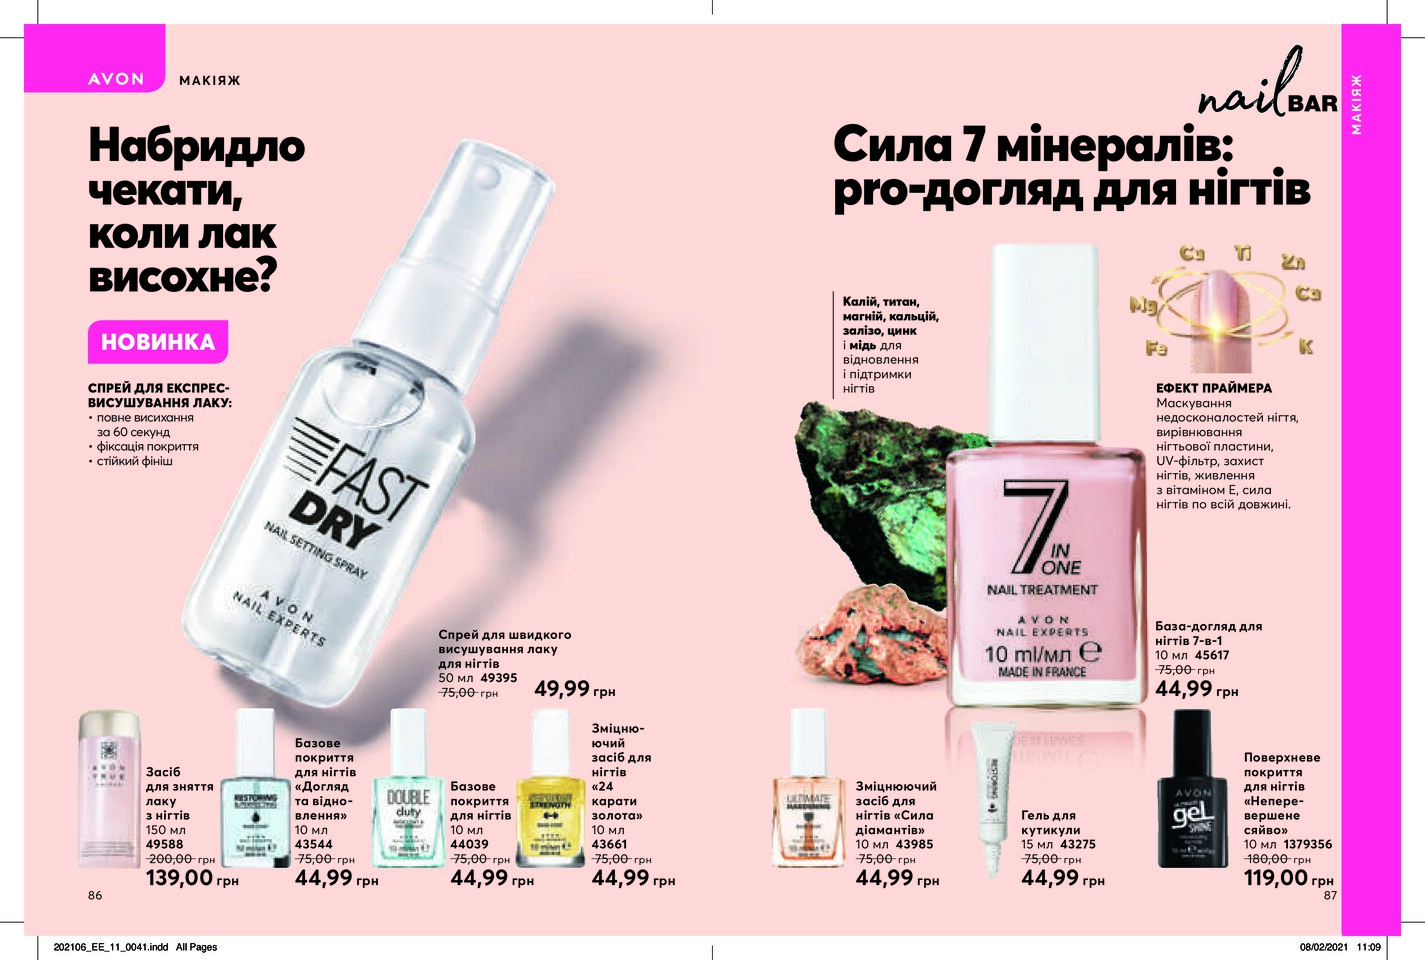 AVON
МАКІЯЖ
Набридло
чекати,
коли лак
висохне?
НОВИНКА
СПРЕЙ ДЛЯ ЕКСПРЕС-
ВИСУШУВАННЯ ЛАКУ:
• повне висихання
за 60 секунд
• фіксація покриття
• стійкий фініш
FAST
DRY
NAIL SETTING SPRAY
AVON
NAIL EXPERTS
Спрей для швидкого
висушування лаку
для нігтів
50 мл 49395
75,00 грн
49,99 грн
AVON
TRUE
Засіб
для зняття
лаку
з нігтів
150 мл
49588
200,00 грн
139,00 грн
RESTORING
Базове
покриття
для нігтів
«Догляд
та відно-
влення»
10 мл
43544
75,00 грн
44,99 грн
DOUBLE
duty
Базове
покриття
для нігтів
10 мл
44039
75,00 грн
44,99 грн
STRENGTH
Зміцню-
ючий
засіб для
нігтів
«24
карати
золота»
10 мл
43661
75,00 грн
44,99 грн
86
nail BAR
МАКІЯЖ
Сила 7 мінералів:
pro-догляд для нігтів
Калій, титан,
магній, кальцій,
залізо, цинк
і мідь для
відновлення
і підтримки
нігтів
Cu
Ti
Zn
Mg
Ca
Fe
K
ЕФЕКТ ПРАЙМЕРА
Маскування
недосконалостей нігтя,
вирівнювання
нігтьової пластини,
UV-фільтр, захист
нігтів, живлення
з вітаміном Е, сила
нігтів по всій довжині.
7
IN
ONE
NAIL TREATMENT
AVON
NAIL EXPERTS
10 ml/мл e
MADE IN FRANCE
База-догляд для
нігтів 7-в-1
10 мл 45617
75,00 грн
44,99 грн
ULTIMATE
HARDENING
Зміцнюючий
засіб для
нігтів «Сила
діамантів»
10 мл 43985
75,00 грн
44,99 грн
RESTORING
Гель для
кутикули
15 мл 43275
75,00 грн
44,99 грн
AVON
gel
SHINE
Поверхневе
покриття
для нігтів
«Непере-
вершене
сяйво»
10 мл 1379356
180,00 грн
119,00 грн
87
202106_EE_11_0041.indd All Pages
08/02/2021 11:09